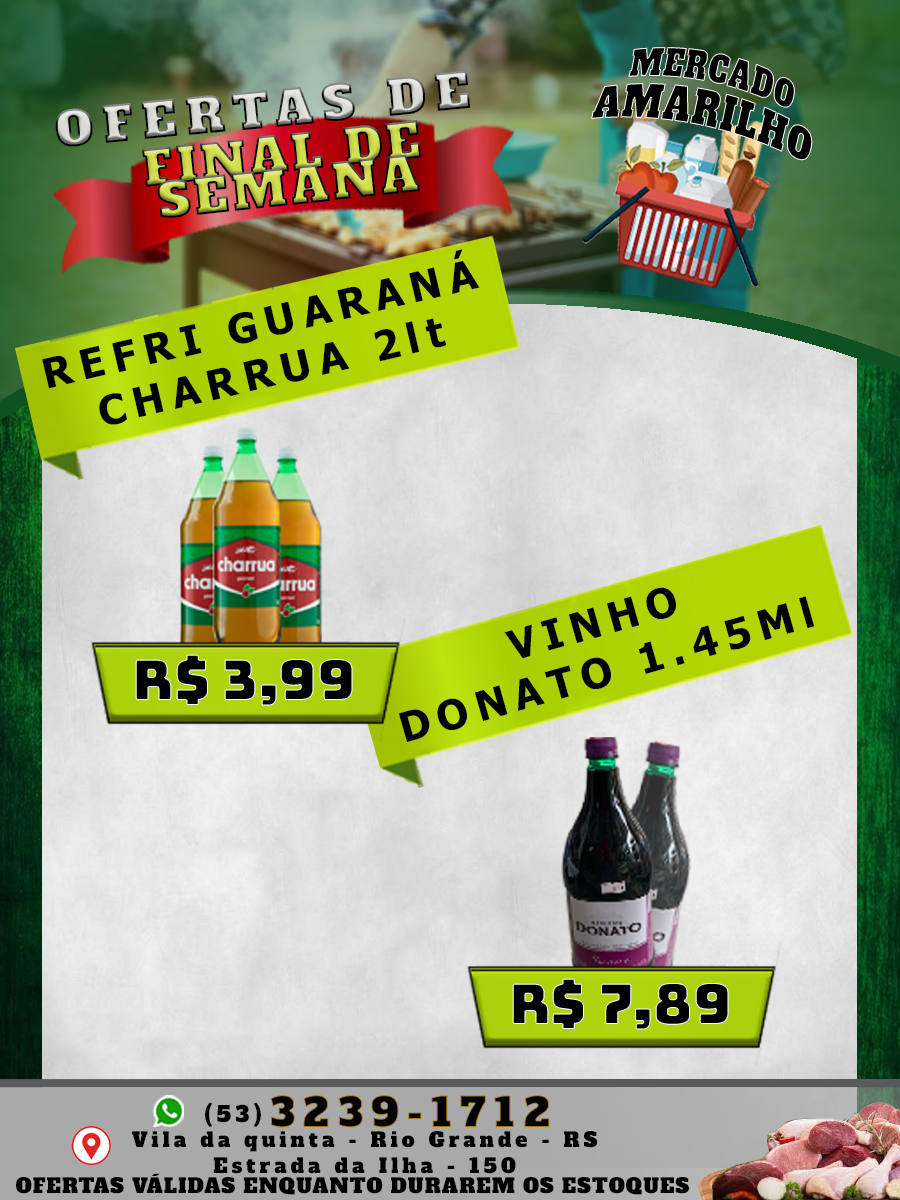 OFERTAS DE
FINAL DE
SEMANA
MERCADO
AMARILHO
REFRI GUARANÁ
CHARRUA 2lt
charrua
R$ 3,99
VINHO
DONATO 1.45Ml
DONATO
Suave
R$ 7,89
(53) 3239-1712
Vila da quinta - Rio Grande - RS
Estrada da Ilha - 150
OFERTAS VÁLIDAS ENQUANTO DURAREM OS ESTOQUES